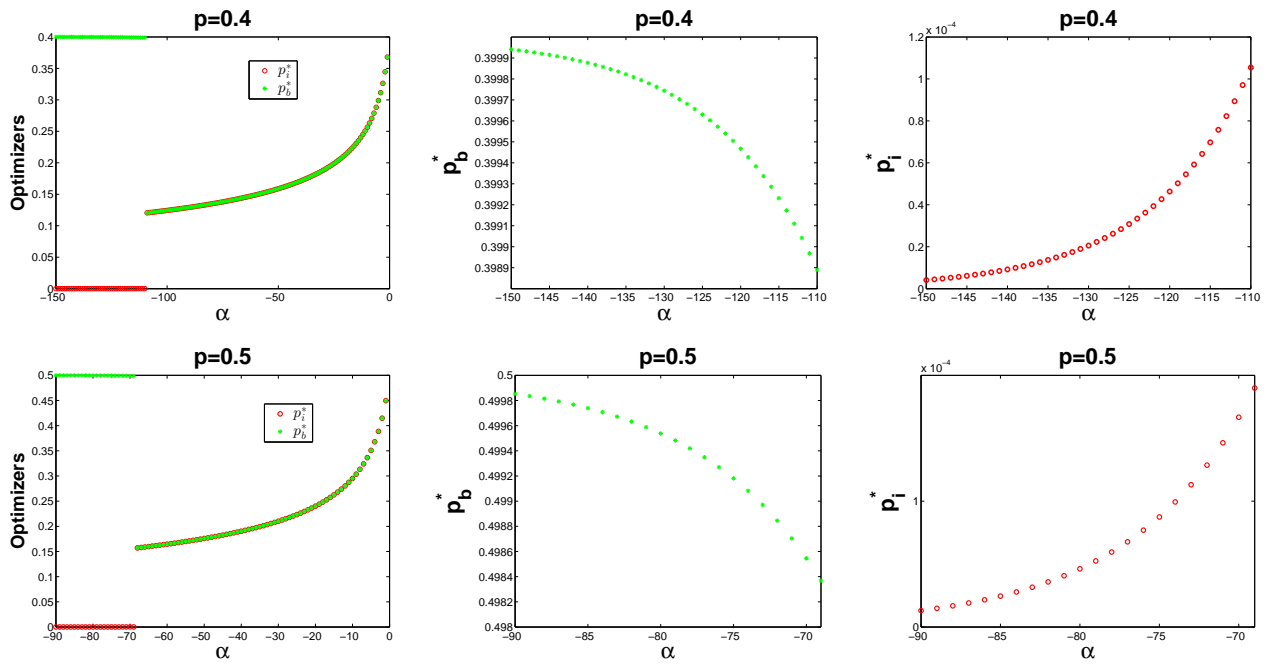 p=0.4
Optimizers
0.4
0.35
0.3
0.25
0.2
0.15
0.1
0.05
0
p_i^*
p_b^*
−150 −100 −50 0
α
p=0.4
p_b^*
0.3999
0.3998
0.3997
0.3996
0.3995
0.3994
0.3993
0.3992
0.3991
0.399
0.3989
−150 −145 −140 −135 −130 −125 −120 −115 −110
α
p=0.4
x 10^{−4}
p_i^*
1.2
1
0.8
0.6
0.4
0.2
0
−150 −145 −140 −135 −130 −125 −120 −115 −110
α
p=0.5
Optimizers
0.5
0.45
0.4
0.35
0.3
0.25
0.2
0.15
0.1
0.05
0
p_i^*
p_b^*
−90 −80 −70 −60 −50 −40 −30 −20 −10 0
α
p=0.5
p_b^*
0.5
0.4998
0.4996
0.4994
0.4992
0.499
0.4988
0.4986
0.4984
0.4982
0.498
−90 −85 −80 −75 −70
α
p=0.5
x 10^{−4}
p_i^*
1
0
−90 −85 −80 −75 −70
α